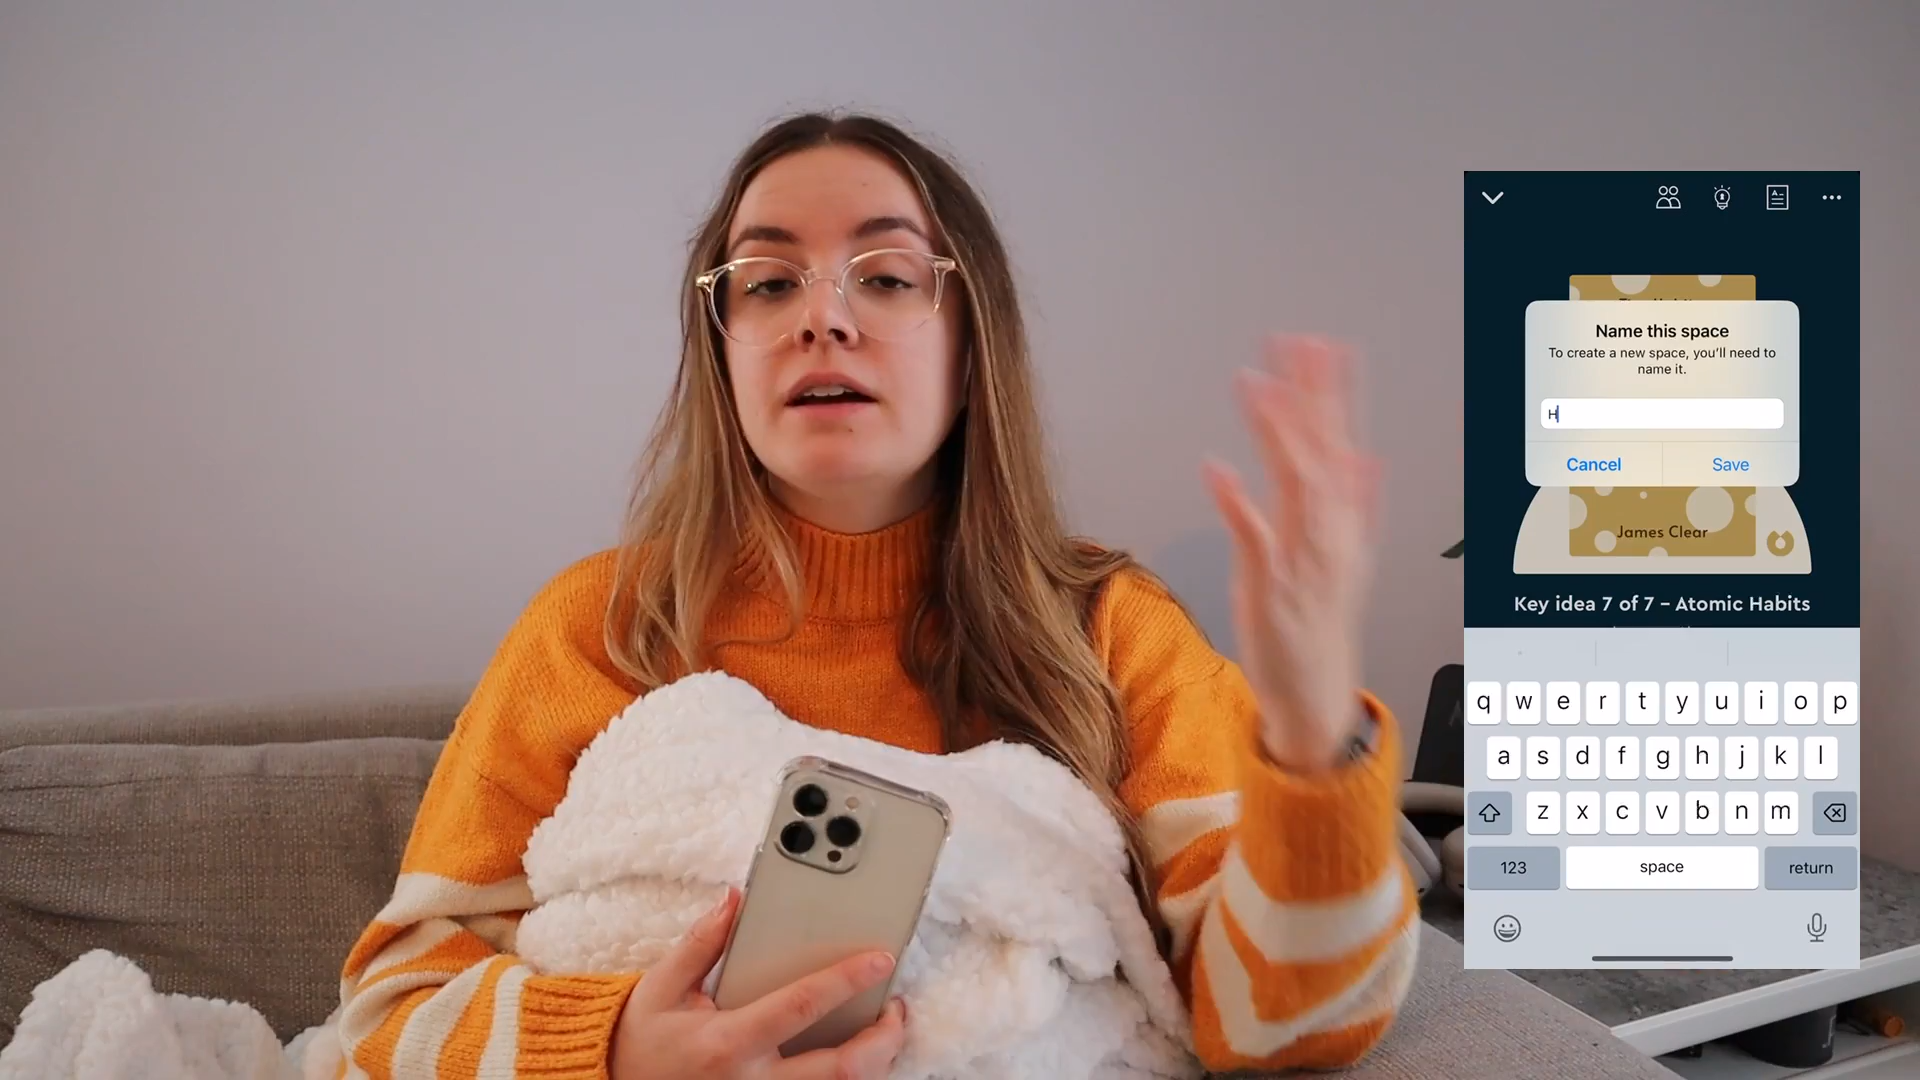 Name this space
To create a new space, you'll need to
name it.
H
Cancel Save
James Clear
Key idea 7 of 7 – Atomic Habits
q w e r t y u i o p
a s d f g h j k l
z x c v b n m
123 space return